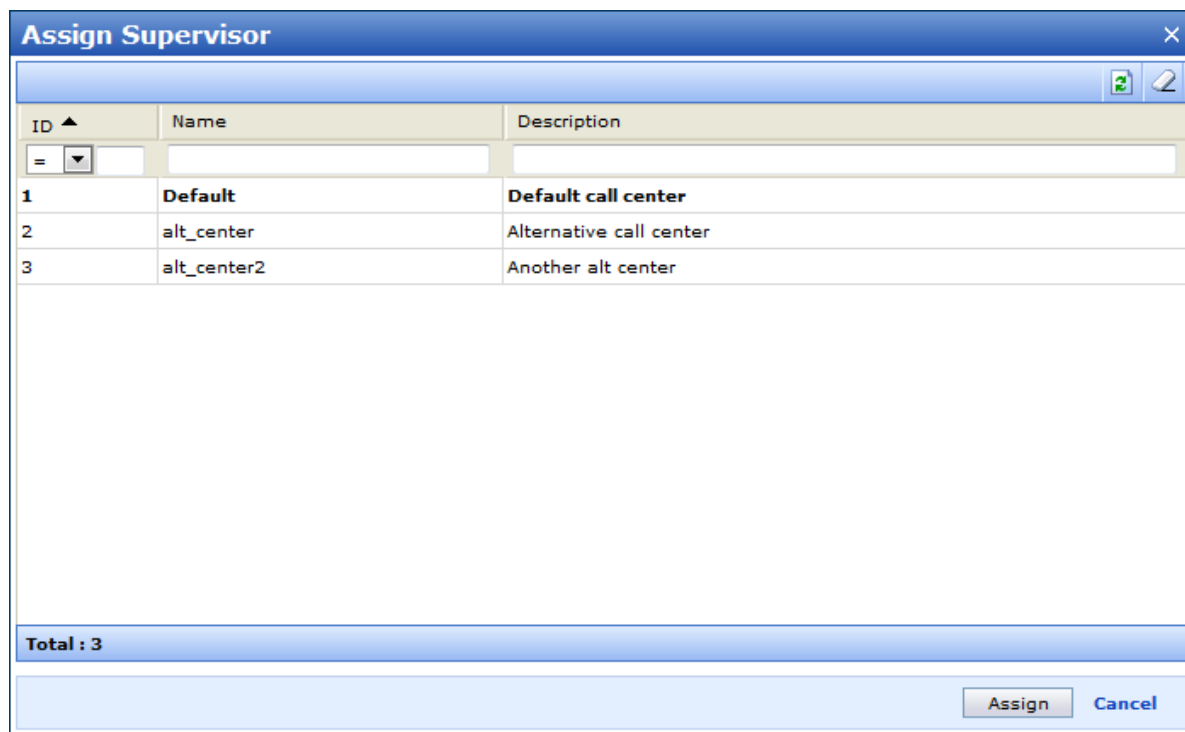 Assign Supervisor
ID Name Description
=
1 Default Default call center
2 alt_center Alternative call center
3 alt_center2 Another alt center
Total : 3
Assign Cancel